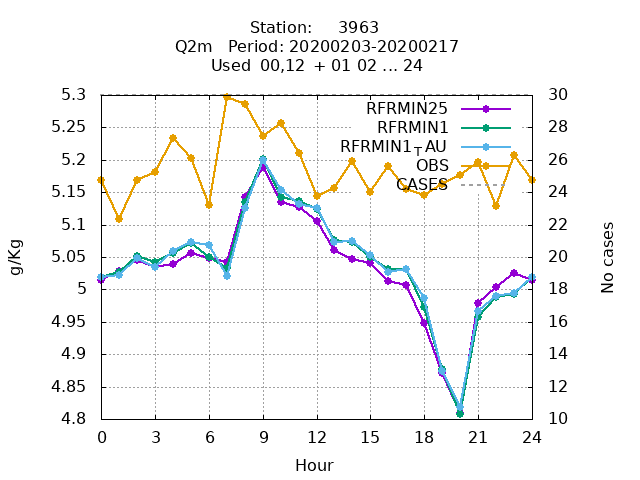 Station: 3963
Q2m Period: 20200203-20200217
Used 00,12 + 01 02 ... 24
5.3
5.25
5.2
5.15
5.1
5.05
5
4.95
4.9
4.85
4.8
g/Kg
RFRMIN25
RFRMIN1
RFRMIN1TAU
OBS
CASES
30
28
26
24
22
20
18
16
14
12
10
No cases
0 3 6 9 12 15 18 21 24
Hour